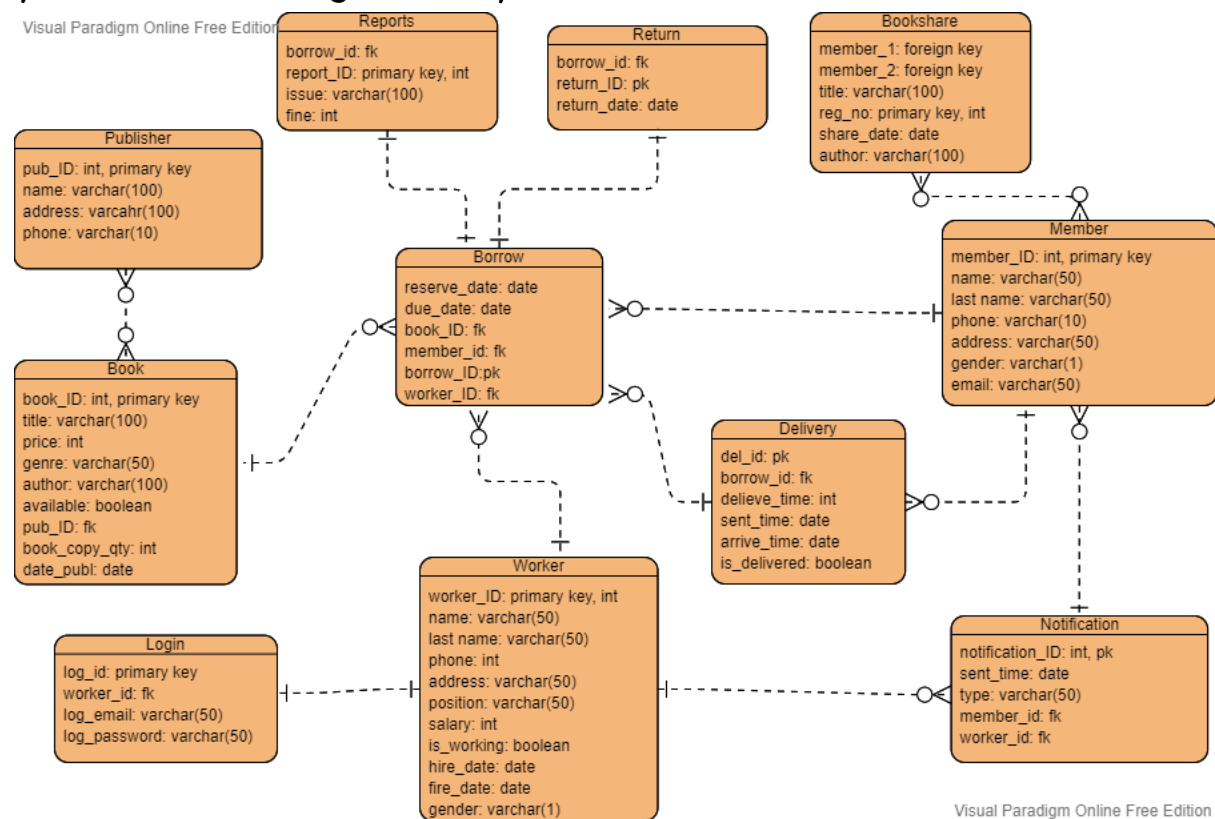 Visual Paradigm Online Free Edition
Reports
borrow_id: fk
report_ID: primary key, int
issue: varchar(100)
fine: int
Return
borrow_id: fk
return_ID: pk
return_date: date
Bookshare
member_1: foreign key
member_2: foreign key
title: varchar(100)
reg_no: primary key, int
share_date: date
author: varchar(100)
Publisher
pub_ID: int, primary key
name: varchar(100)
address: varcahr(100)
phone: varchar(10)
Borrow
reserve_date: date
due_date: date
book_ID: fk
member_id: fk
borrow_ID:pk
worker_ID: fk
Member
member_ID: int, primary key
name: varchar(50)
last name: varchar(50)
phone: varchar(10)
address: varchar(50)
gender: varchar(1)
email: varchar(50)
Book
book_ID: int, primary key
title: varchar(100)
price: int
genre: varchar(50)
author: varchar(100)
available: boolean
pub_ID: fk
book_copy_qty: int
date_publ: date
Delivery
del_id: pk
borrow_id: fk
delieve_time: int
sent_time: date
arrive_time: date
is_delivered: boolean
Worker
worker_ID: primary key, int
name: varchar(50)
last name: varchar(50)
phone: int
address: varchar(50)
position: varchar(50)
salary: int
is_working: boolean
hire_date: date
fire_date: date
gender: varchar(1)
Login
log_id: primary key
worker_id: fk
log_email: varchar(50)
log_password: varchar(50)
Notification
notification_ID: int, pk
sent_time: date
type: varchar(50)
member_id: fk
worker_id: fk
Visual Paradigm Online Free Edition